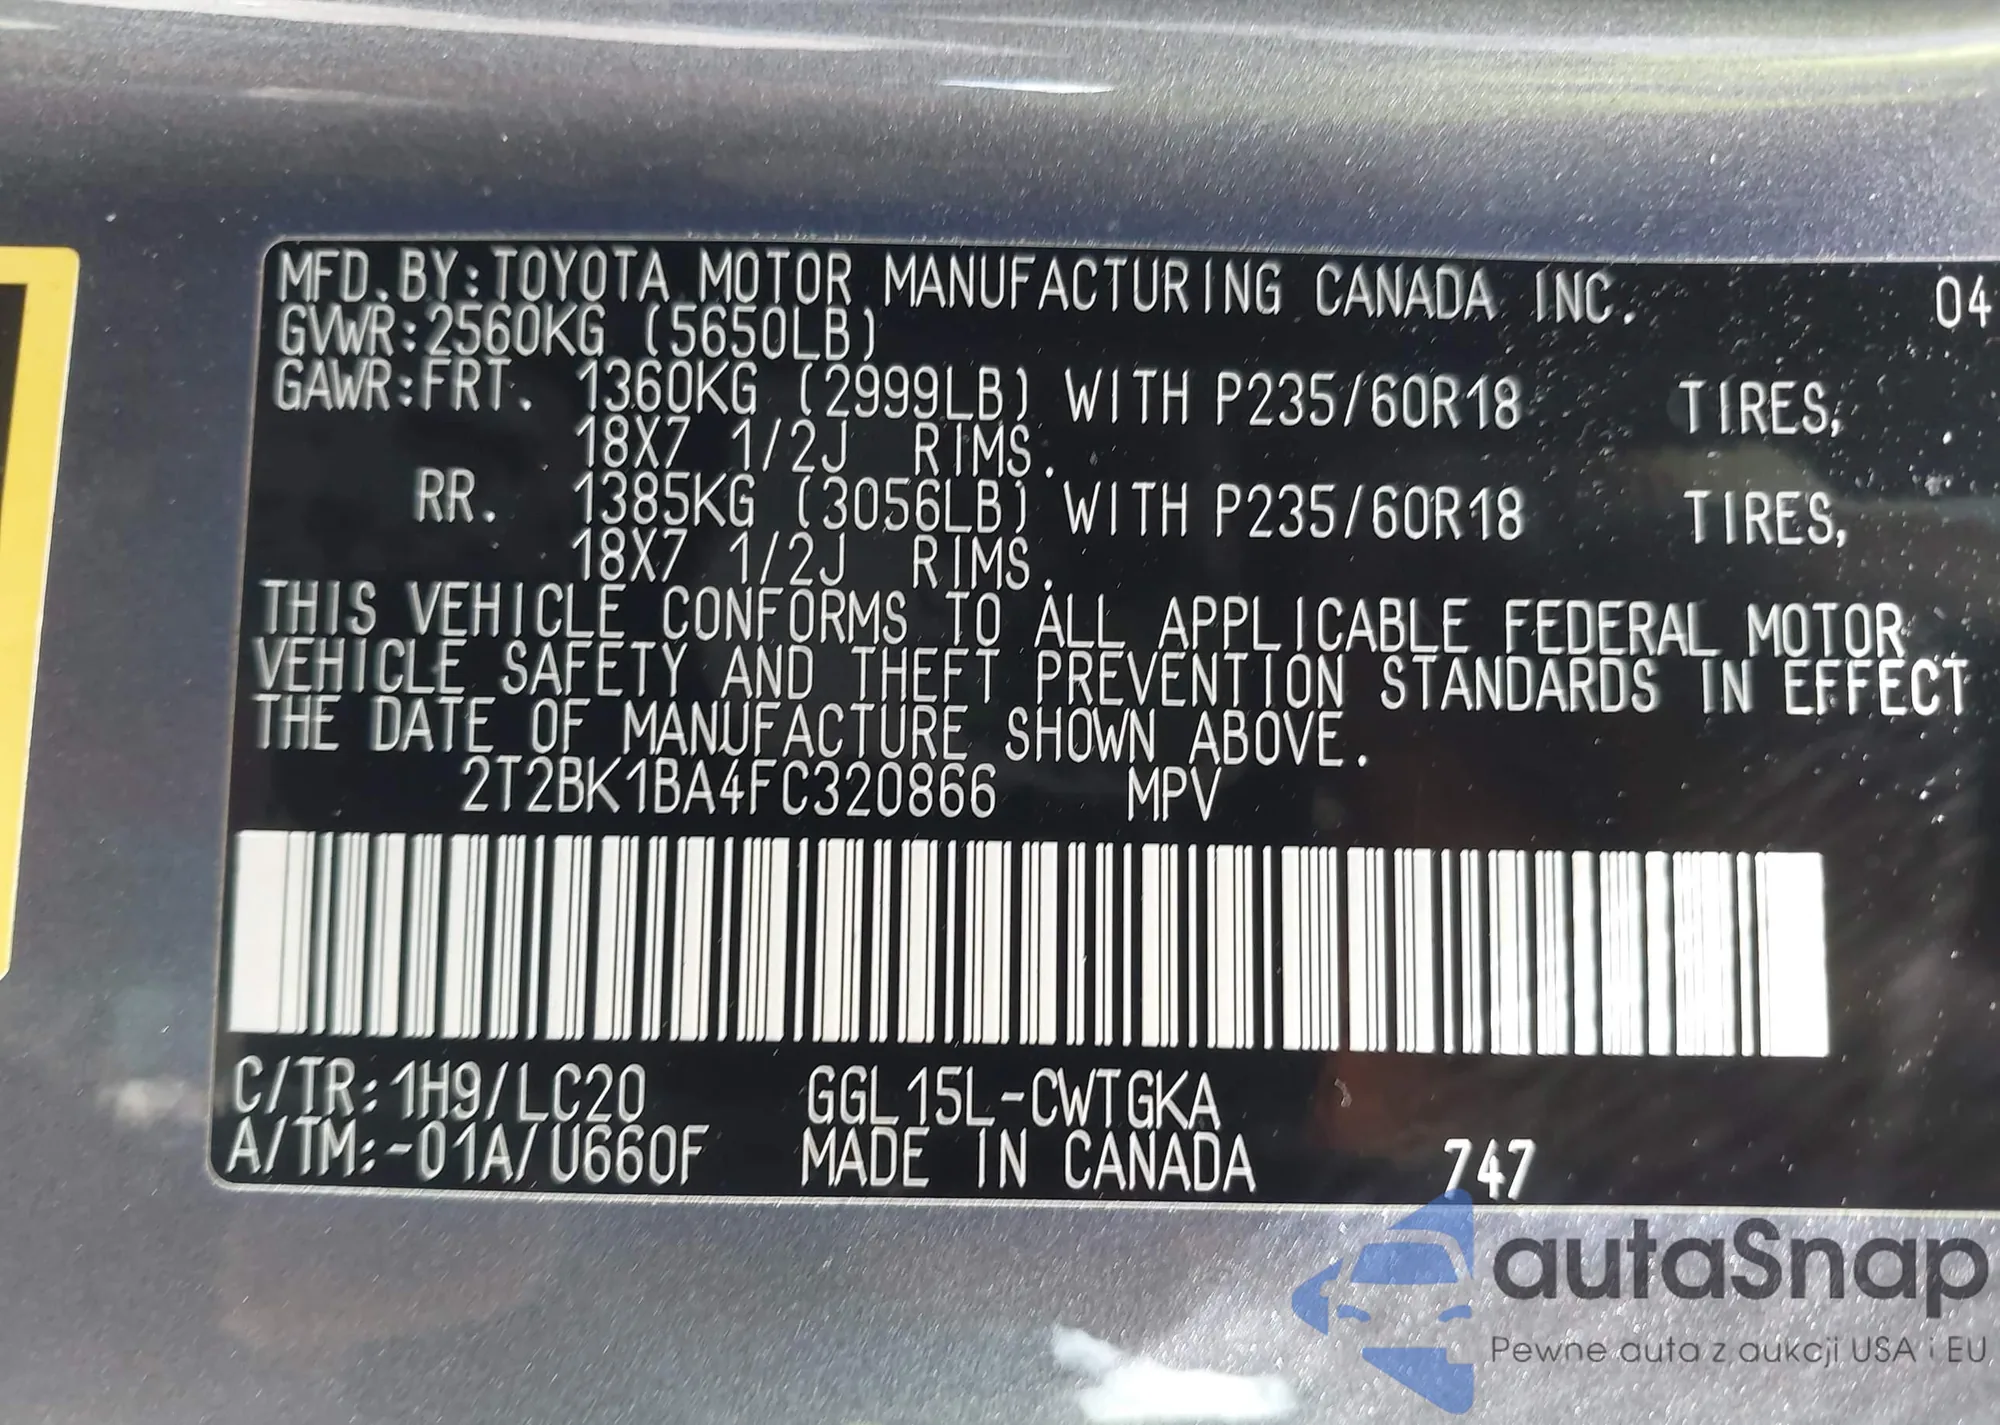 MFD.BY:TOYOTA MOTOR MANUFACTURING CANADA INC. 04
GVWR:2560KG (5650LB)
GAWR:FRT. 1360KG (2999LB) WITH P235/60R18 TIRES,
18X7 1/2J RIMS.
RR. 1385KG (3056LB) WITH P235/60R18 TIRES,
18X7 1/2J RIMS.
THIS VEHICLE CONFORMS TO ALL APPLICABLE FEDERAL MOTOR
VEHICLE SAFETY AND THEFT PREVENTION STANDARDS IN EFFECT
THE DATE OF MANUFACTURE SHOWN ABOVE.
2T2BK1BA4FC320866 MPV
C/TR:1H9/LC20 GGL15L-CWTGKA
A/TM:-01A/U660F MADE IN CANADA 747
autaSnap
Pewne auta z aukcji USA i EU